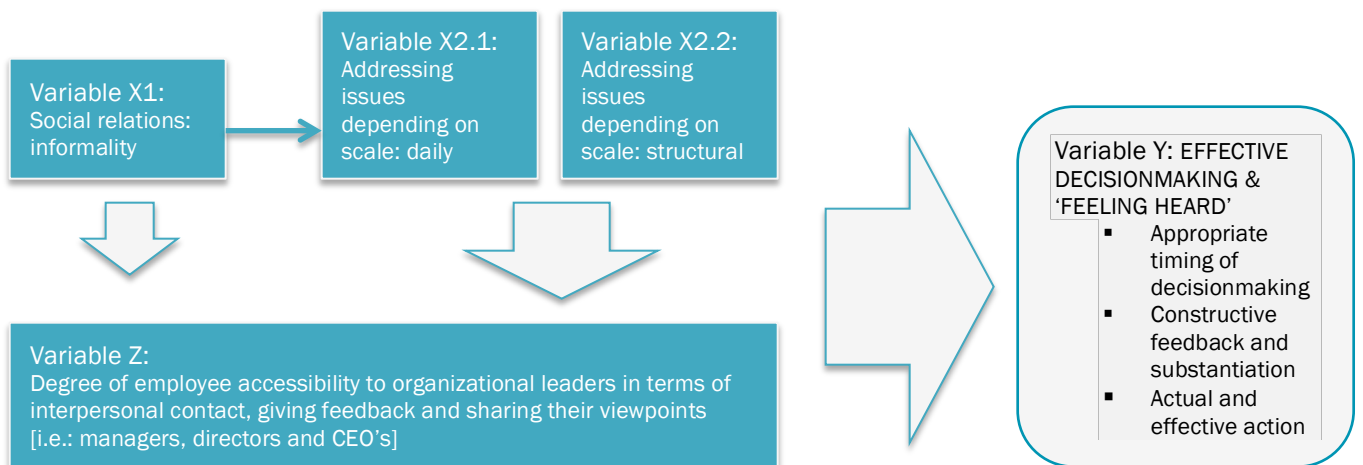 Variable X1:
Social relations:
informality
Variable X2.1:
Addressing
issues
depending on
scale: daily
Variable X2.2:
Addressing
issues
depending on
scale: structural
Variable Z:
Degree of employee accessibility to organizational leaders in terms of
interpersonal contact, giving feedback and sharing their viewpoints
[i.e.: managers, directors and CEO's]
Variable Y: EFFECTIVE
DECISIONMAKING &
‘FEELING HEARD’
▪ Appropriate
timing of
decisionmaking
▪ Constructive
feedback and
substantiation
▪ Actual and
effective action